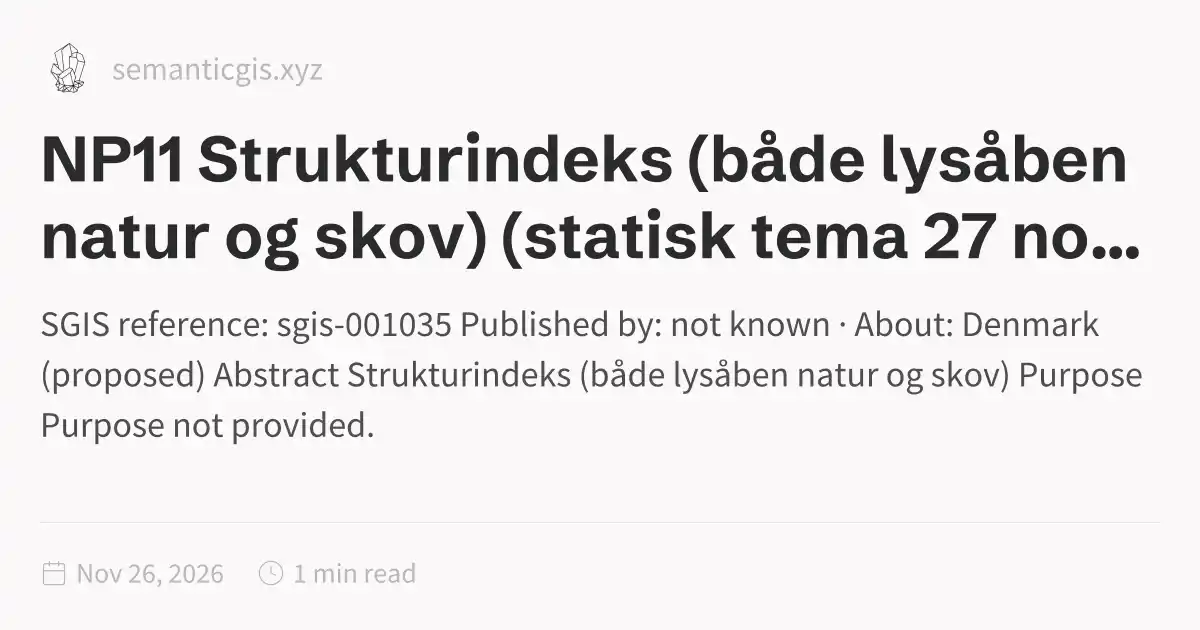 semanticgis.xyz
NP11 Strukturindeks (både lysåben
natur og skov) (statisk tema 27 no...
SGIS reference: sgis-001035 Published by: not known · About: Denmark
(proposed) Abstract Strukturindeks (både lysåben natur og skov) Purpose
Purpose not provided.
Nov 26, 2026 1 min read